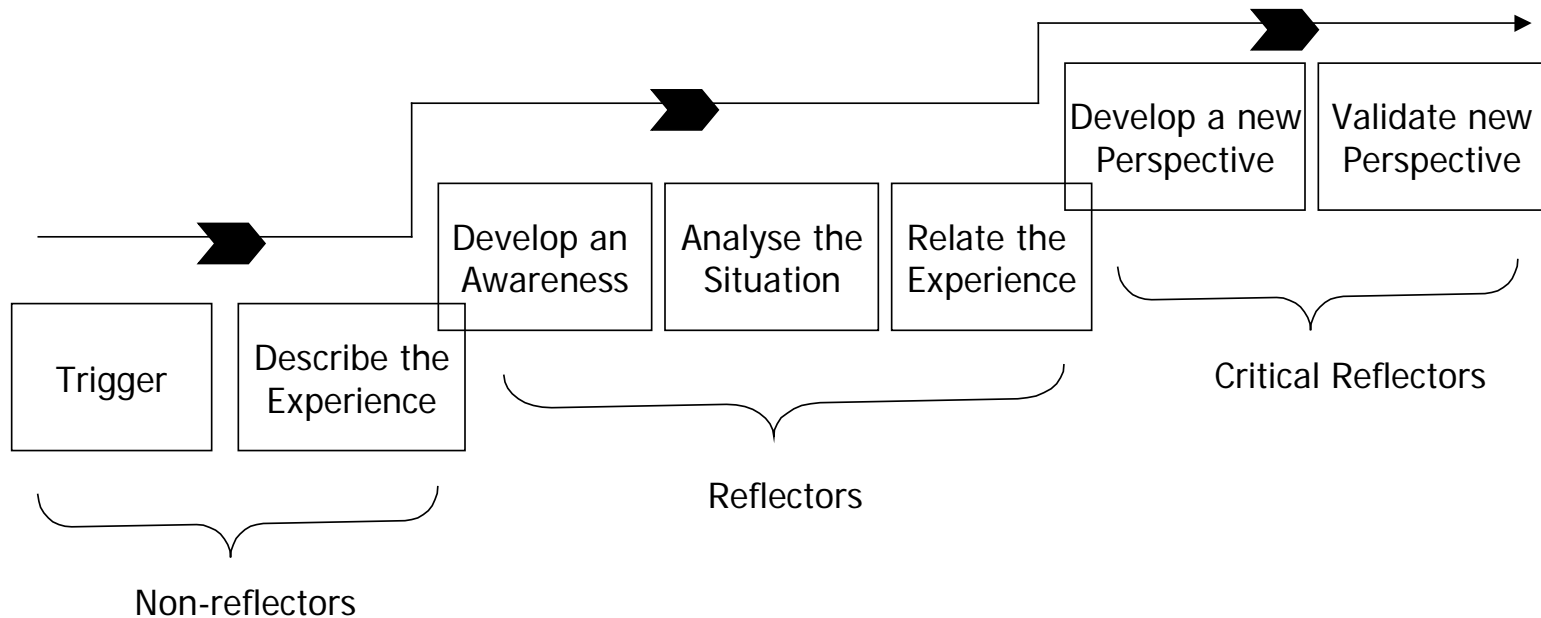 Trigger
Describe the
Experience
Non-reflectors
Develop an
Awareness
Analyse the
Situation
Relate the
Experience
Reflectors
Develop a new
Perspective
Validate new
Perspective
Critical Reflectors